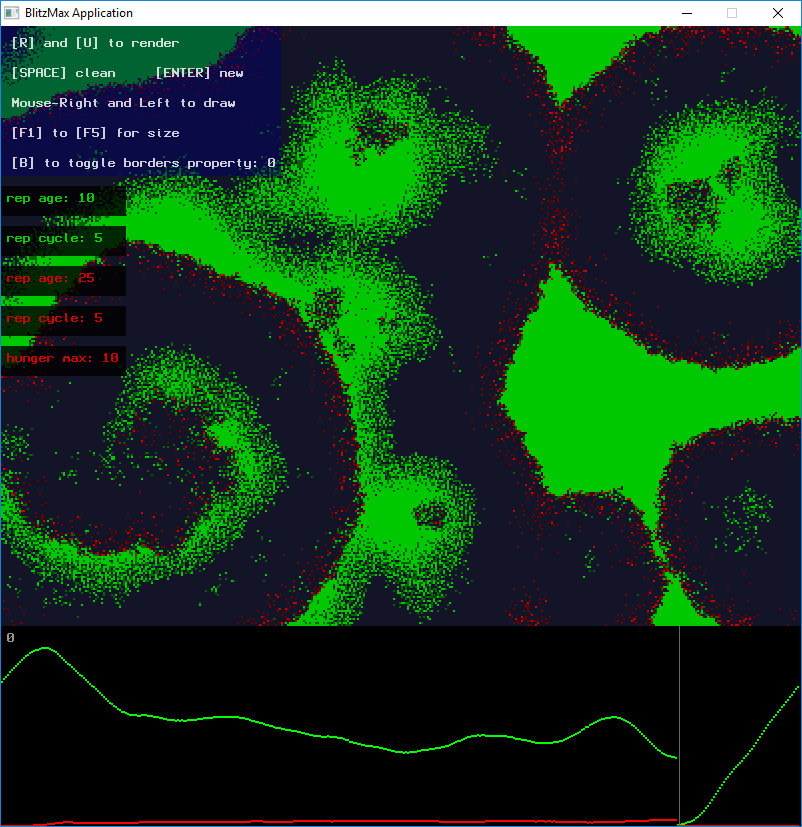 BlitzMax Application
[R] and [U] to render
[SPACE] clean     [ENTER] new
Mouse-Right and Left to draw
[F1] to [F5] for size
[B] to toggle borders property: 0
rep age: 10
rep cycle: 5
rep age: 25
rep cycle: 5
hunger max: 10
0